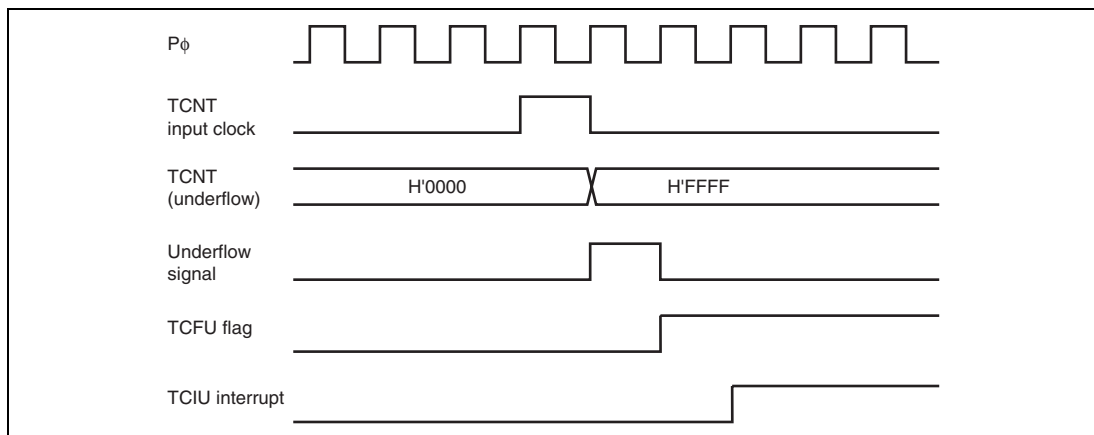 Pϕ
TCNT
input clock
TCNT
(underflow)
H'0000
H'FFFF
Underflow
signal
TCFU flag
TCIU interrupt